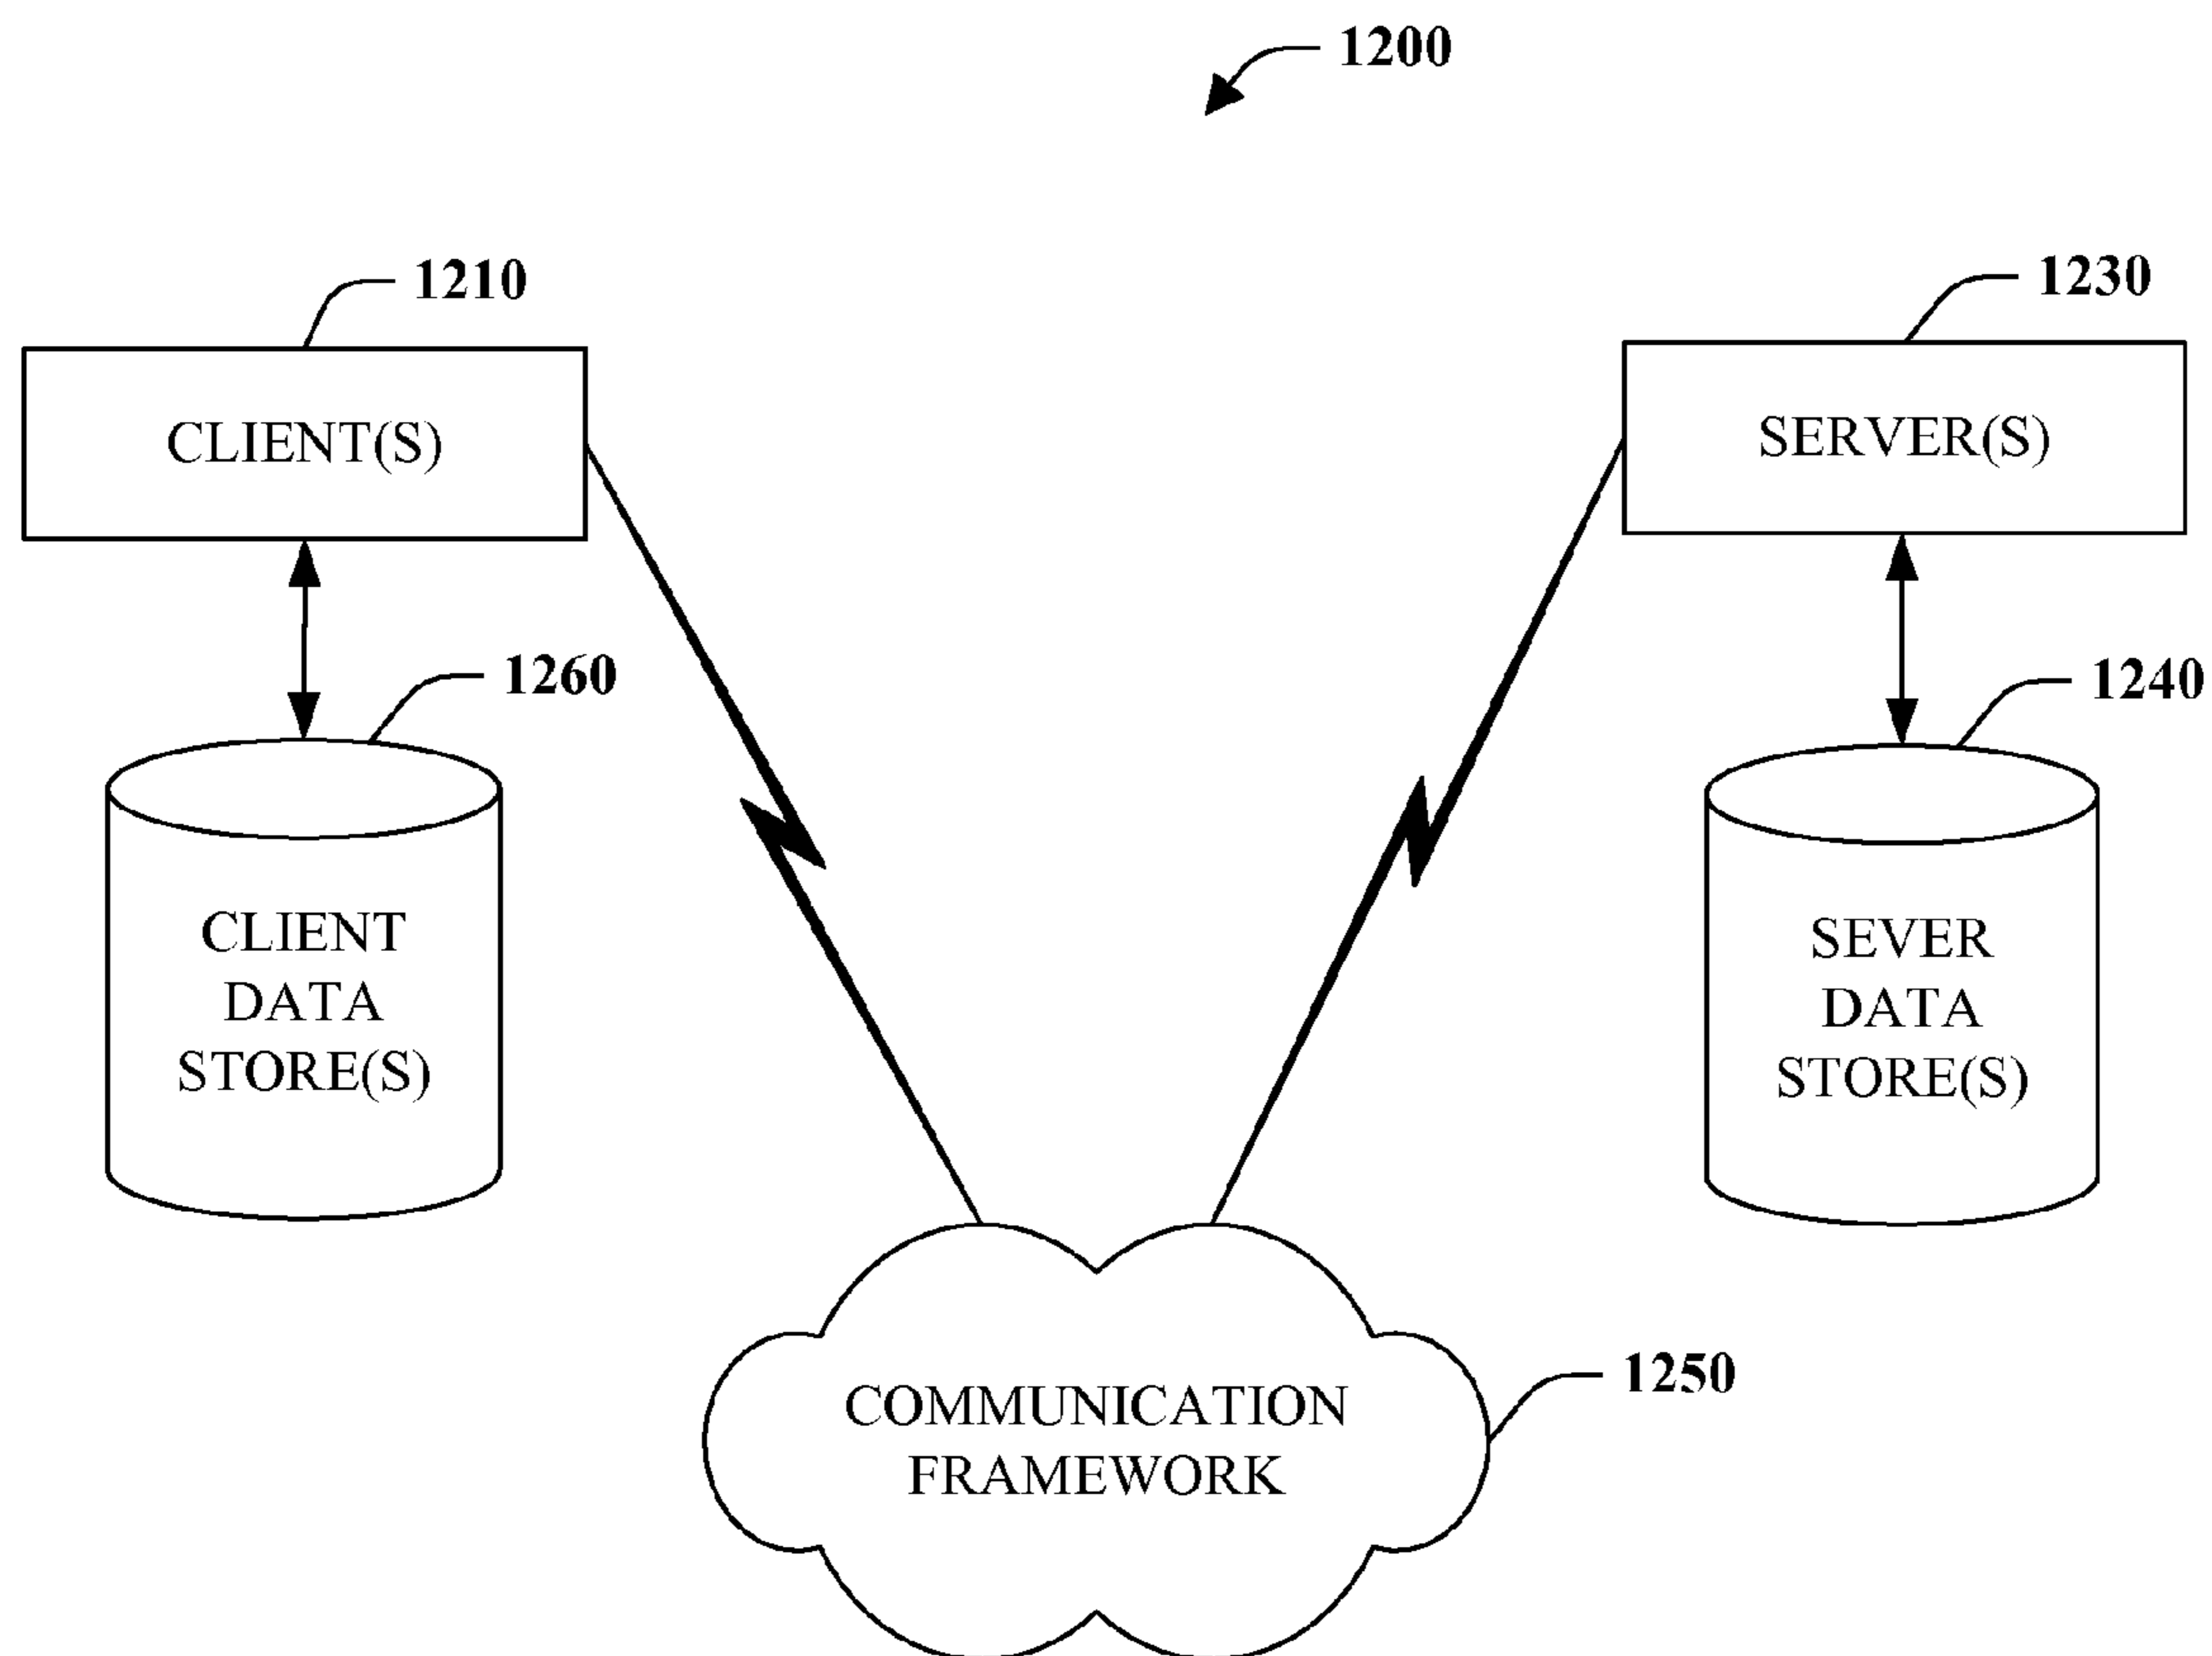 1200
1210
1230
CLIENT(S)
SERVER(S)
1260
1240
CLIENT
DATA
STORE(S)
SEVER
DATA
STORE(S)
1250
COMMUNICATION
FRAMEWORK